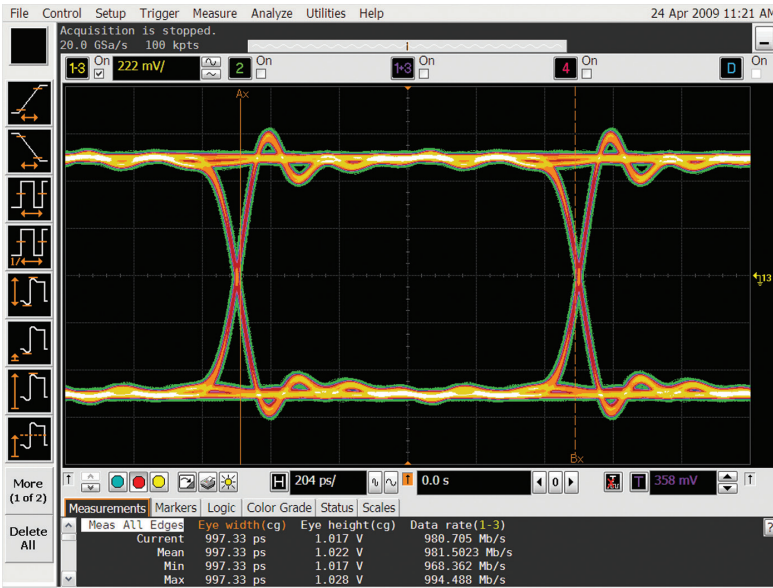 File Control Setup Trigger Measure Analyze Utilities Help 24 Apr 2009 11:21 AM
Acquisition is stopped.
20.0 GSa/s 100 kpts
1-3 On 222 mV/ 2 On 1+3 On 4 On D On
Ax
13
Bx
More
(1 of 2)
Delete
All
H 204 ps/ T 0.0 s 0 T 358 mV T
Measurements Markers Logic Color Grade Status Scales
Meas All Edges Eye width(cg) Eye height(cg) Data rate(1-3)
Current 997.33 ps 1.017 V 980.705 Mb/s
Mean 997.33 ps 1.022 V 981.5023 Mb/s
Min 997.33 ps 1.017 V 968.362 Mb/s
Max 997.33 ps 1.028 V 994.488 Mb/s